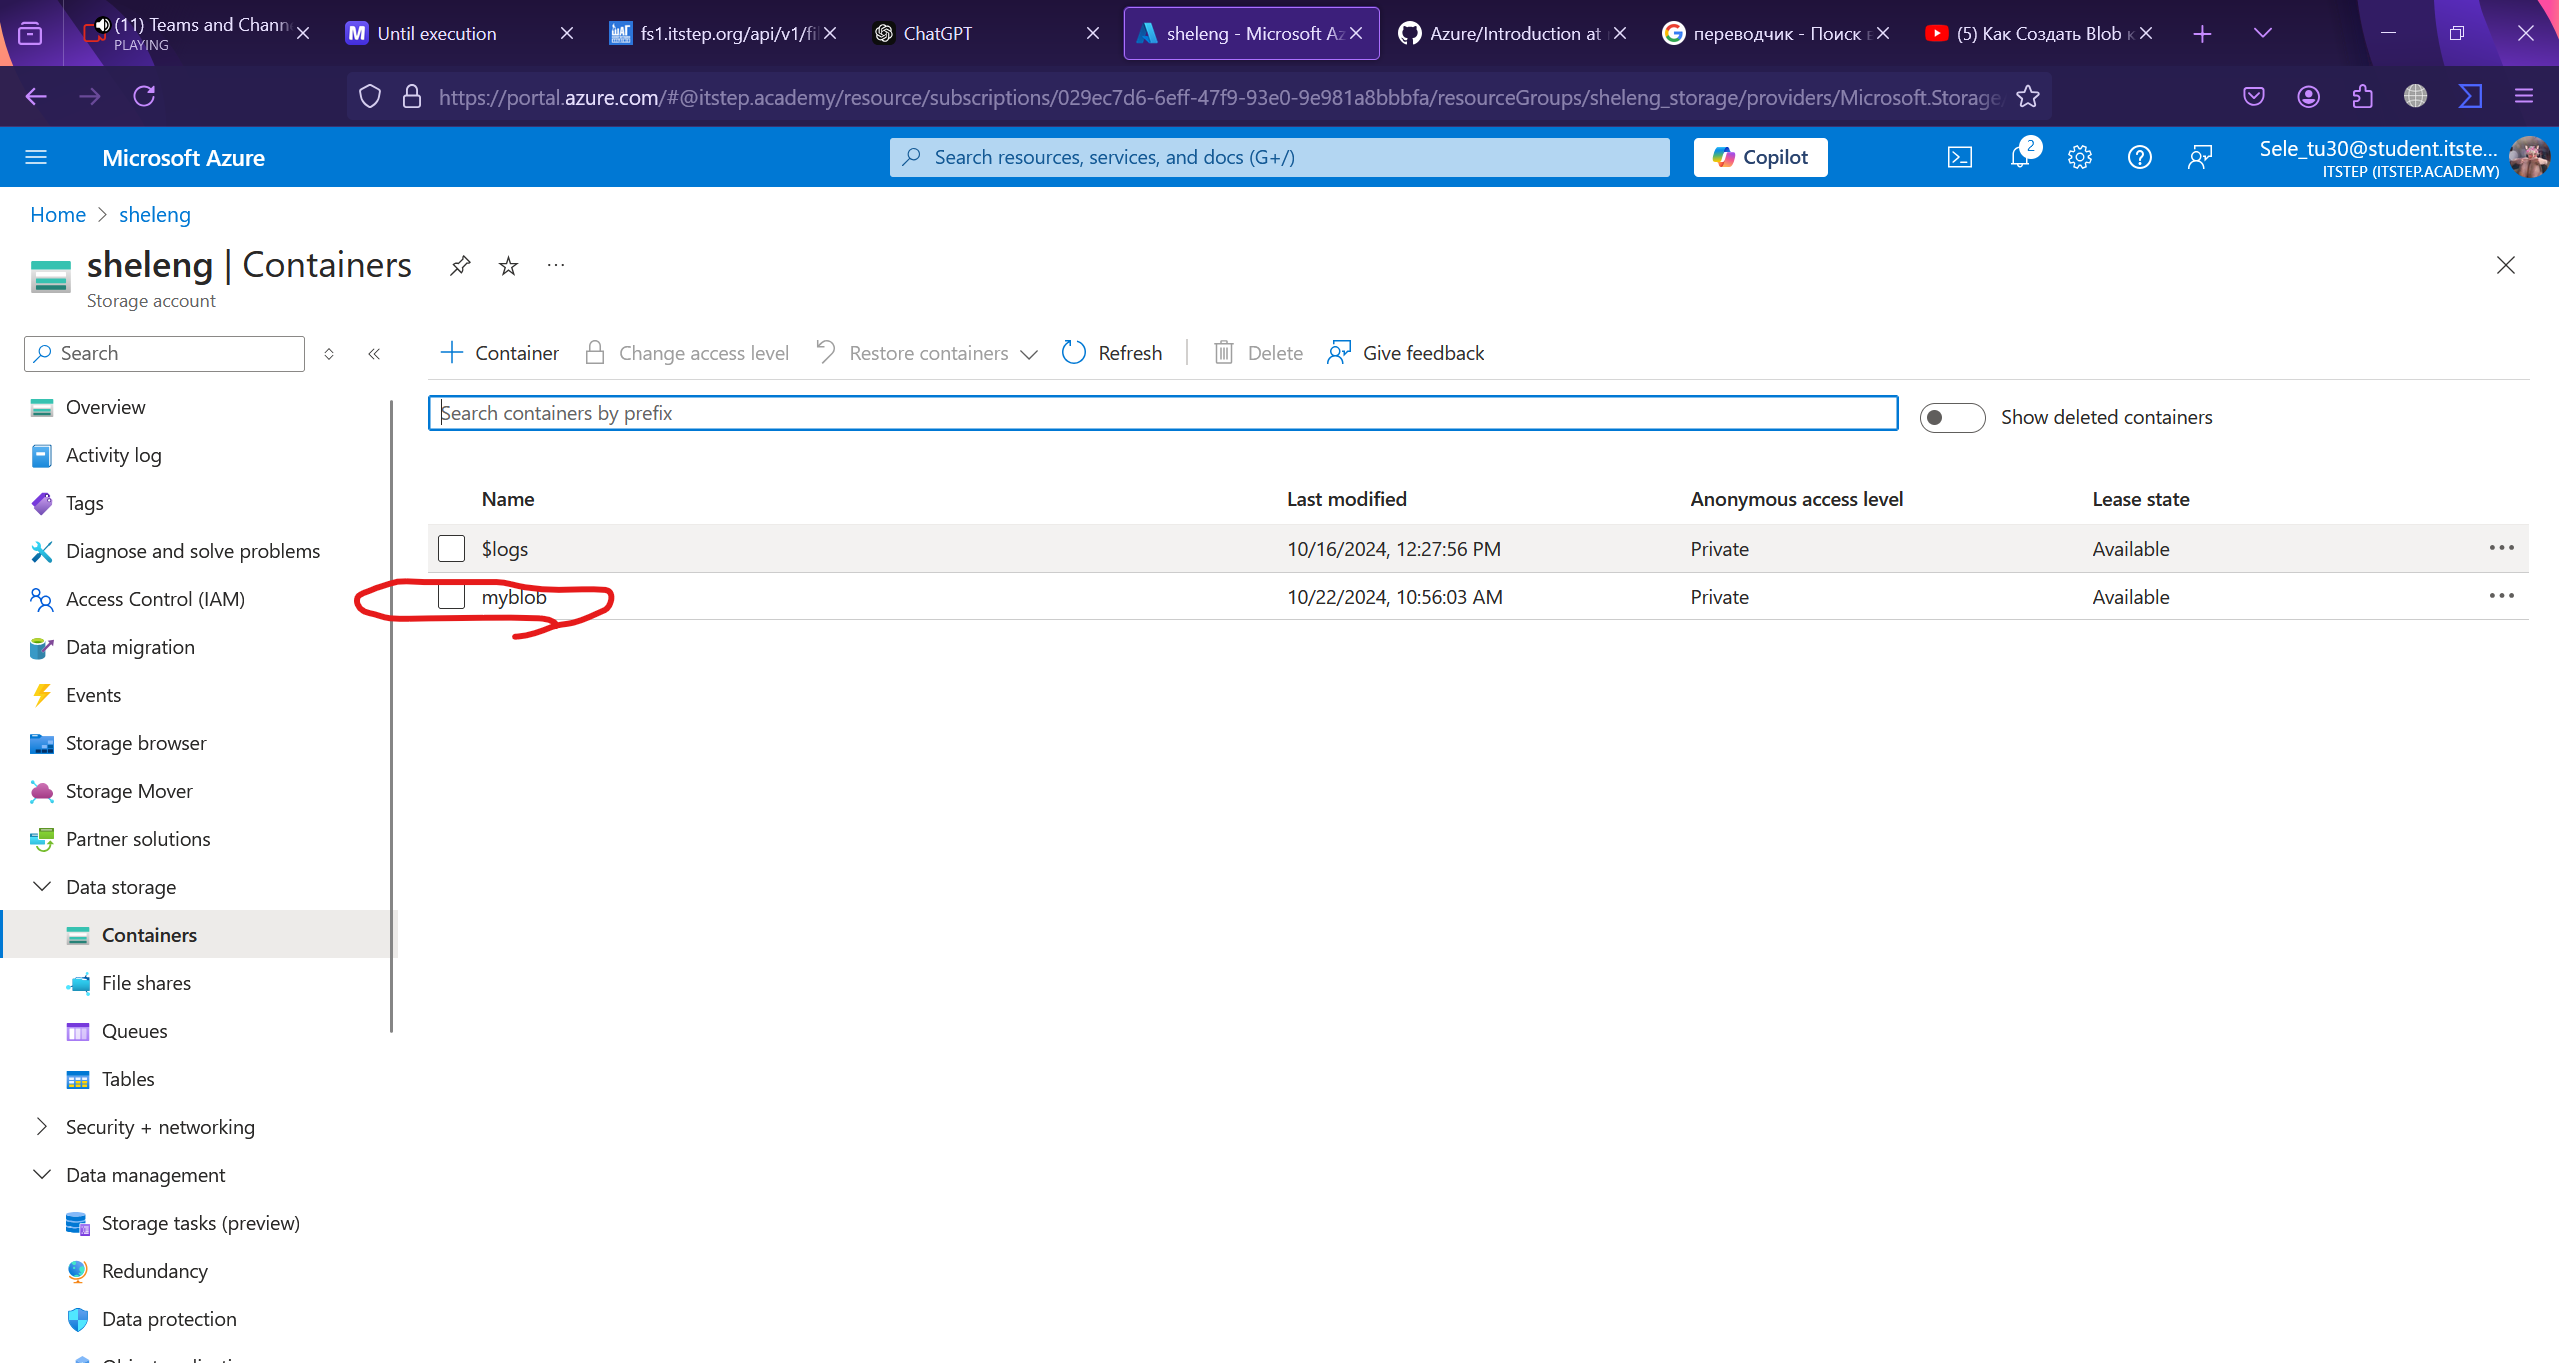 (11) Teams and Chann
PLAYING
Until execution
fs1.itstep.org/api/v1/fil
ChatGPT
sheleng - Microsoft Az
Azure/Introduction at
переводчик - Поиск в
(5) Как Создать Blob к
https://portal.azure.com/#@itstep.academy/resource/subscriptions/029ec7d6-6eff-47f9-93e0-9e981a8bbbfa/resourceGroups/sheleng_storage/providers/Microsoft.Storage
Microsoft Azure
Search resources, services, and docs (G+/)
Copilot
2
Sele_tu30@student.itste...
ITSTEP (ITSTEP.ACADEMY)
Home > sheleng
sheleng | Containers
Storage account
Search
Container
Change access level
Restore containers
Refresh
Delete
Give feedback
Search containers by prefix
Show deleted containers
Name Last modified Anonymous access level Lease state
$logs 10/16/2024, 12:27:56 PM Private Available
myblob 10/22/2024, 10:56:03 AM Private Available
Overview
Activity log
Tags
Diagnose and solve problems
Access Control (IAM)
Data migration
Events
Storage browser
Storage Mover
Partner solutions
Data storage
Containers
File shares
Queues
Tables
Security + networking
Data management
Storage tasks (preview)
Redundancy
Data protection